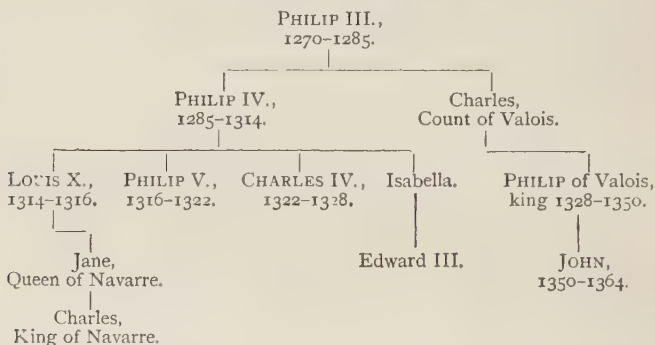 PHILIP III.,
1270–1285.
PHILIP IV.,
1285–1314.
Charles,
Count of Valois.
LOUIS X.,
1314–1316.
PHILIP V.,
1316–1322.
CHARLES IV.,
1322–1328.
Isabella.
PHILIP of Valois,
king 1328–1350.
Jane,
Queen of Navarre.
Edward III.
JOHN,
1350–1364.
Charles,
King of Navarre.